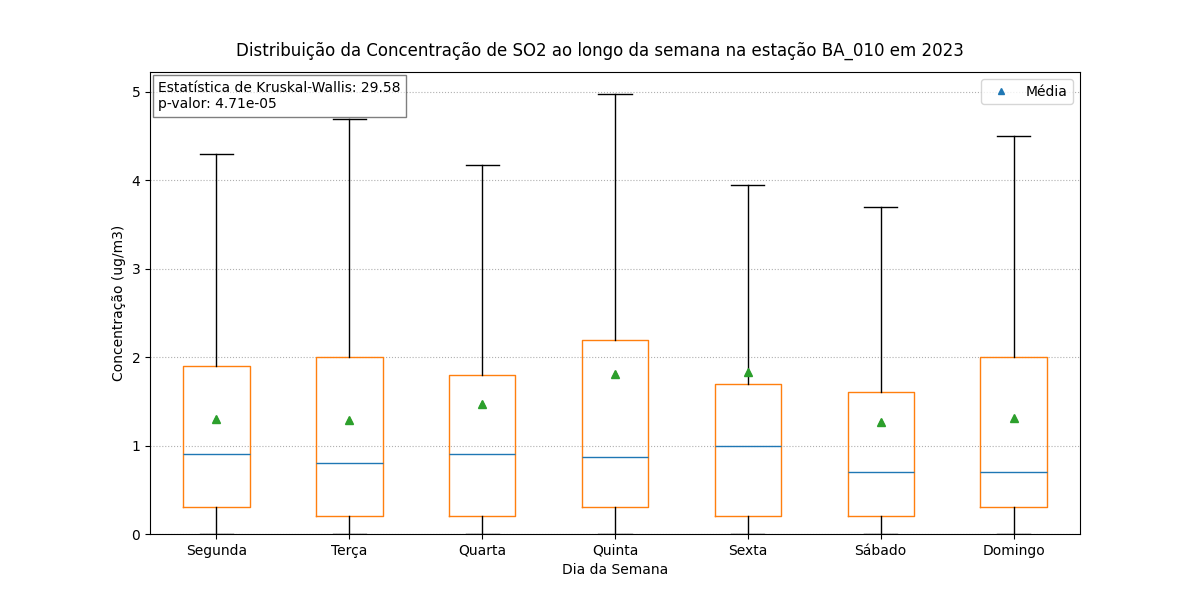 Distribuição da Concentração de SO2 ao longo da semana na estação BA_010 em 2023
Estatística de Kruskal-Wallis: 29.58
p-valor: 4.71e-05
Média
Concentração (ug/m3)
5
4
3
2
1
0
Segunda Terça Quarta Quinta Sexta Sábado Domingo
Dia da Semana